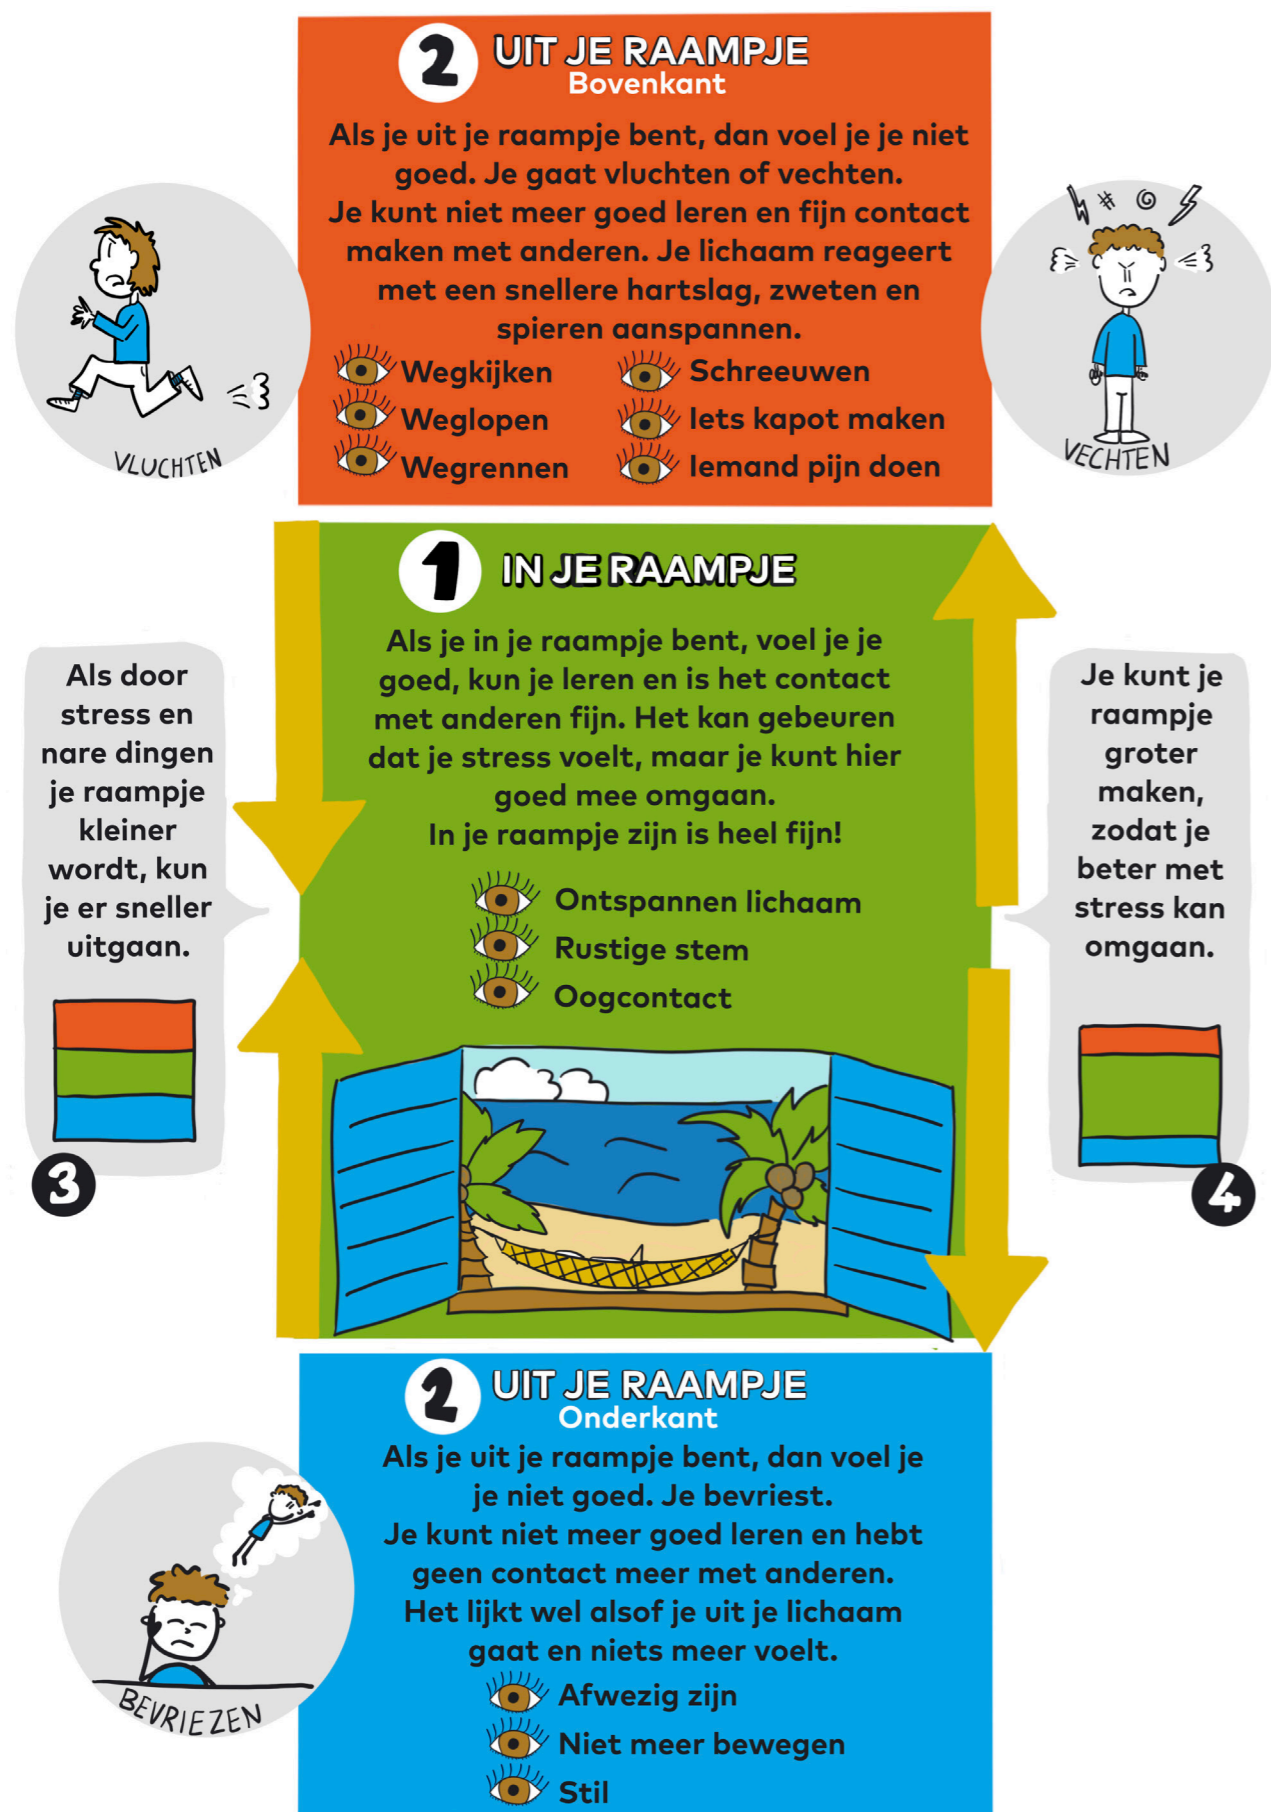 2
UIT JE RAAMPJE
Bovenkant
Als je uit je raampje bent, dan voel je je niet
goed. Je gaat vluchten of vechten.
Je kunt niet meer goed leren en fijn contact
maken met anderen. Je lichaam reageert
met een snellere hartslag, zweten en
spieren aanspannen.
Wegkijken
Weglopen
Wegrennen
Schreeuwen
Iets kapot maken
Iemand pijn doen
VLUCHTEN
VECHTEN
1
IN JE RAAMPJE
Als je in je raampje bent, voel je je
goed, kun je leren en is het contact
met anderen fijn. Het kan gebeuren
dat je stress voelt, maar je kunt hier
goed mee omgaan.
In je raampje zijn is heel fijn!
Ontspannen lichaam
Rustige stem
Oogcontact
Als door
stress en
nare dingen
je raampje
kleiner
wordt, kun
je er sneller
uitgaan.
3
Je kunt je
raampje
groter
maken,
zodat je
beter met
stress kan
omgaan.
4
2
UIT JE RAAMPJE
Onderkant
Als je uit je raampje bent, dan voel je
je niet goed. Je bevriest.
Je kunt niet meer goed leren en hebt
geen contact meer met anderen.
Het lijkt wel alsof je uit je lichaam
gaat en niets meer voelt.
Afwezig zijn
Niet meer bewegen
Stil
BEVRIEZEN